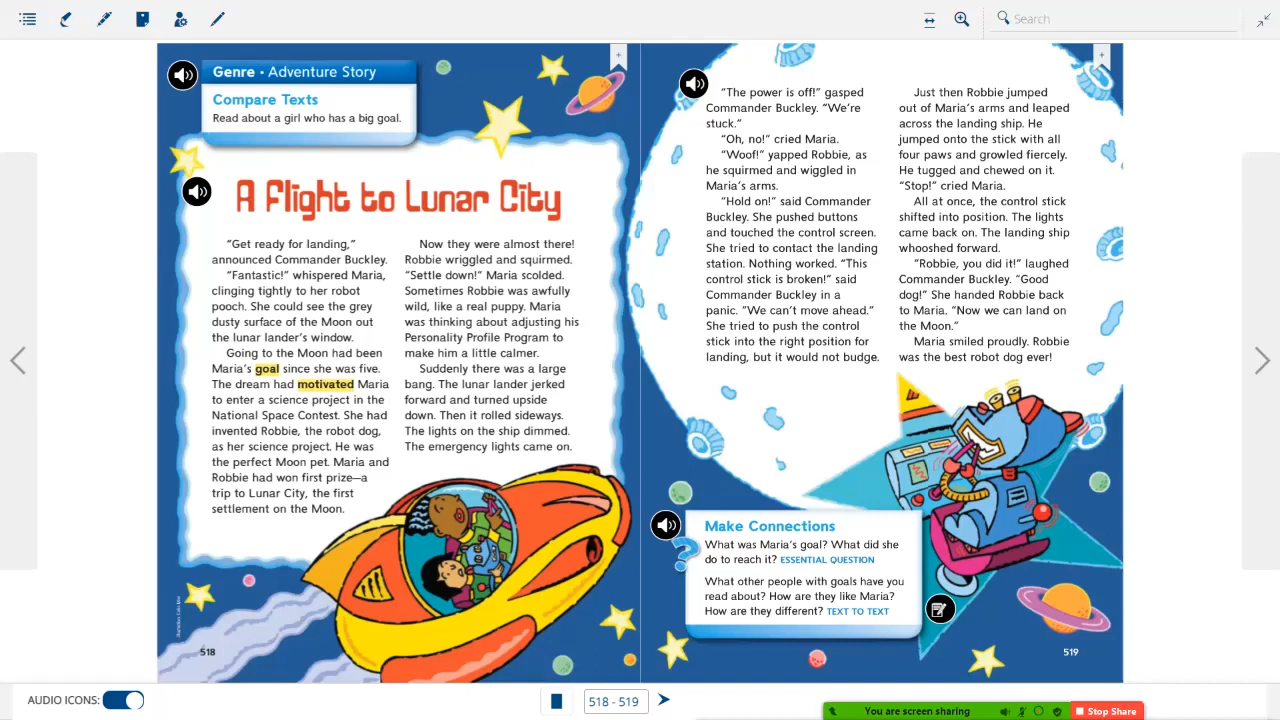 Search
Genre • Adventure Story
Compare Texts
Read about a girl who has a big goal.
A Flight to Lunar City
“Get ready for landing,”
announced Commander Buckley.
“Fantastic!” whispered Maria,
clinging tightly to her robot
pooch. She could see the grey
dusty surface of the Moon out
the lunar lander’s window.
Going to the Moon had been
Maria’s goal since she was five.
The dream had motivated Maria
to enter a science project in the
National Space Contest. She had
invented Robbie, the robot dog,
as her science project. He was
the perfect Moon pet. Maria and
Robbie had won first prize—a
trip to Lunar City, the first
settlement on the Moon.
Now they were almost there!
Robbie wriggled and squirmed.
“Settle down!” Maria scolded.
Sometimes Robbie was awfully
wild, like a real puppy. Maria
was thinking about adjusting his
Personality Profile Program to
make him a little calmer.
Suddenly there was a large
bang. The lunar lander jerked
forward and turned upside
down. Then it rolled sideways.
The lights on the ship dimmed.
The emergency lights came on.
518
“The power is off!” gasped
Commander Buckley. “We’re
stuck.”
“Oh, no!” cried Maria.
“Woof!” yapped Robbie, as
he squirmed and wiggled in
Maria’s arms.
“Hold on!” said Commander
Buckley. She pushed buttons
and touched the control screen.
She tried to contact the landing
station. Nothing worked. “This
control stick is broken!” said
Commander Buckley in a
panic. “We can’t move ahead.”
She tried to push the control
stick into the right position for
landing, but it would not budge.
Just then Robbie jumped
out of Maria’s arms and leaped
across the landing ship. He
jumped onto the stick with all
four paws and growled fiercely.
He tugged and chewed on it.
“Stop!” cried Maria.
All at once, the control stick
shifted into position. The lights
came back on. The landing ship
whooshed forward.
“Robbie, you did it!” laughed
Commander Buckley. “Good
dog!” She handed Robbie back
to Maria. “Now we can land on
the Moon.”
Maria smiled proudly. Robbie
was the best robot dog ever!
Make Connections
What was Maria’s goal? What did she
do to reach it? ESSENTIAL QUESTION
What other people with goals have you
read about? How are they like Maria?
How are they different? TEXT TO TEXT
519
AUDIO ICONS:
518 - 519
You are screen sharing
Stop Share